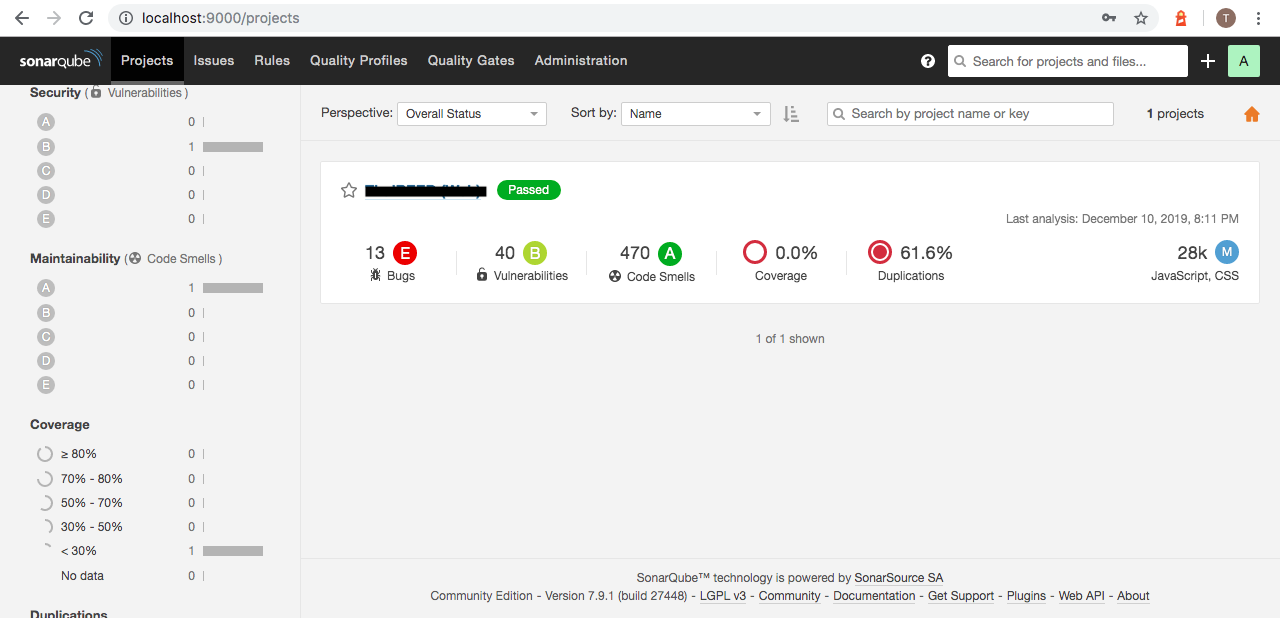 localhost:9000/projects
T
sonarqube Projects Issues Rules Quality Profiles Quality Gates Administration ? Search for projects and files... A
Security ( Vulnerabilities )
A 0
B 1
C 0
D 0
E 0
Maintainability ( Code Smells )
A 1
B 0
C 0
D 0
E 0
Coverage
≥ 80% 0
70% - 80% 0
50% - 70% 0
30% - 50% 0
< 30% 1
No data 0
Duplications
Perspective: Overall Status Sort by: Name Search by project name or key 1 projects
Passed
Last analysis: December 10, 2019, 8:11 PM
13 E 40 B 470 A 0.0% 61.6% 28k M
Bugs Vulnerabilities Code Smells Coverage Duplications JavaScript, CSS
1 of 1 shown
SonarQube™ technology is powered by SonarSource SA
Community Edition - Version 7.9.1 (build 27448) - LGPL v3 - Community - Documentation - Get Support - Plugins - Web API - About